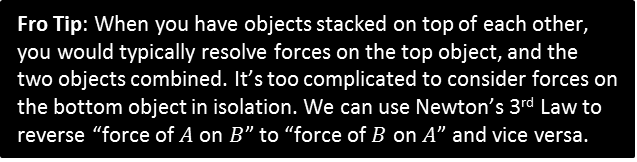 Fro Tip: When you have objects stacked on top of each other,
you would typically resolve forces on the top object, and the
two objects combined. It’s too complicated to consider forces on
the bottom object in isolation. We can use Newton’s 3rd Law to
reverse “force of A on B” to “force of B on A” and vice versa.